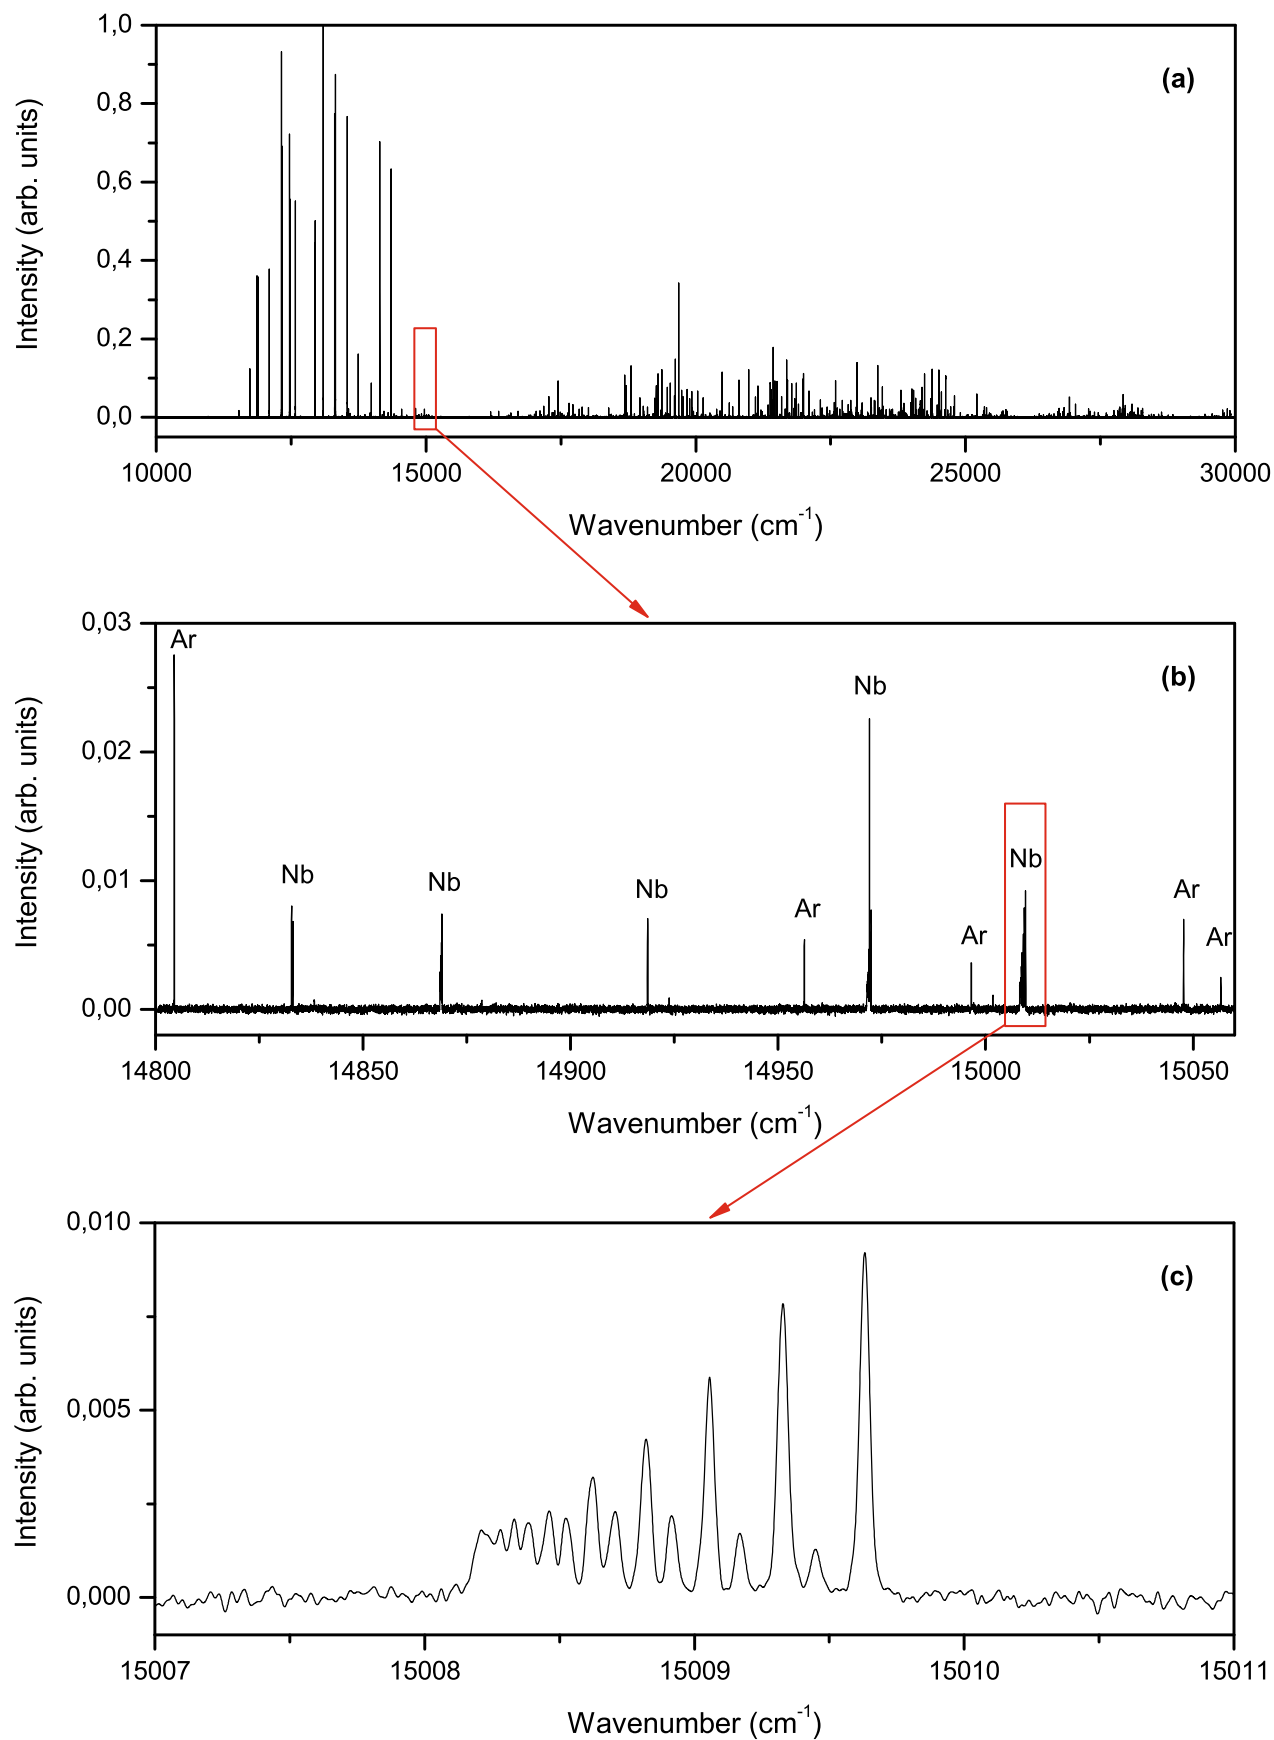 1,0
0,8
0,6
0,4
0,2
0,0
Intensity (arb. units)
(a)
10000 15000 20000 25000 30000
Wavenumber (cm-1)
0,03
0,02
0,01
0,00
Intensity (arb. units)
Ar
Nb
Nb
Nb
Ar
Nb
Ar
Nb
Ar
Ar
(b)
14800 14850 14900 14950 15000 15050
Wavenumber (cm-1)
0,010
0,005
0,000
Intensity (arb. units)
(c)
15007 15008 15009 15010 15011
Wavenumber (cm-1)